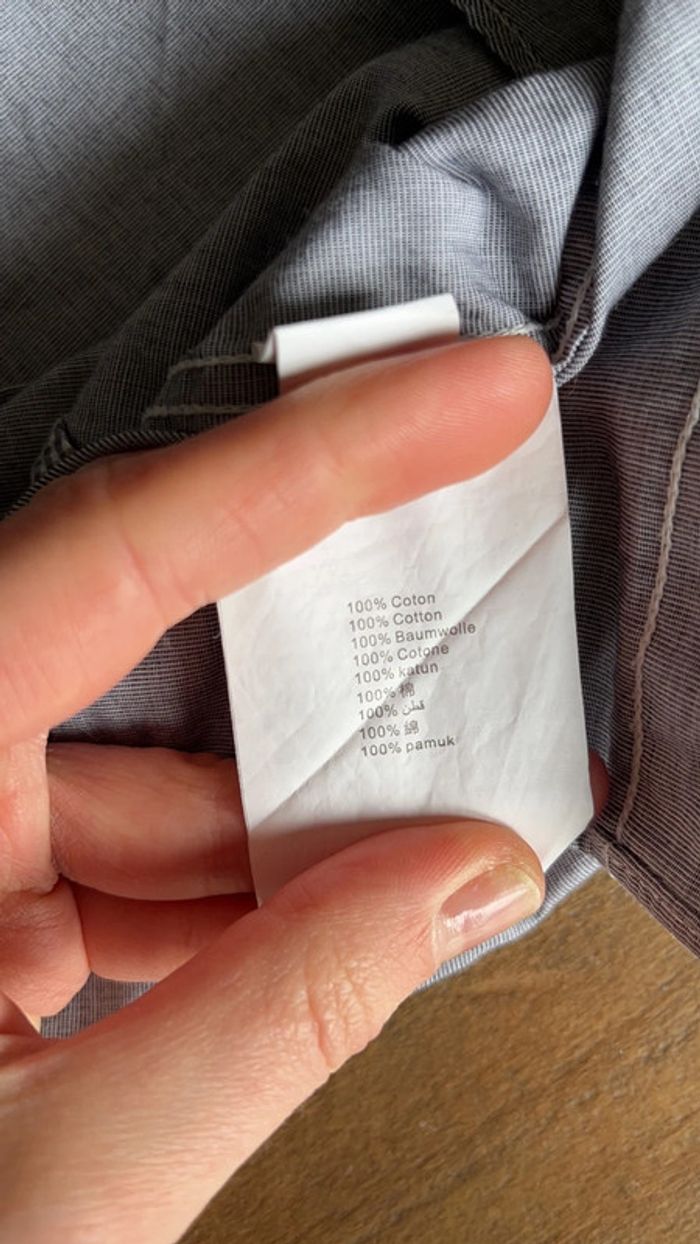 100% Coton
100% Cotton
100% Baumwolle
100% Cotone
100% katun
100% 棉
100% قطن
100% 綿
100% pamuk